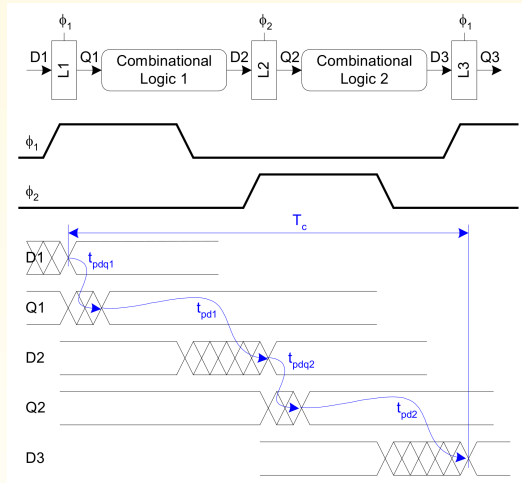 ϕ1 ϕ2 ϕ1
D1 L1 Q1 Combinational Logic 1 D2 L2 Q2 Combinational Logic 2 D3 L3 Q3
ϕ1
ϕ2
Tc
D1 tpdq1
Q1 tpd1
D2 tpdq2
Q2 tpd2
D3